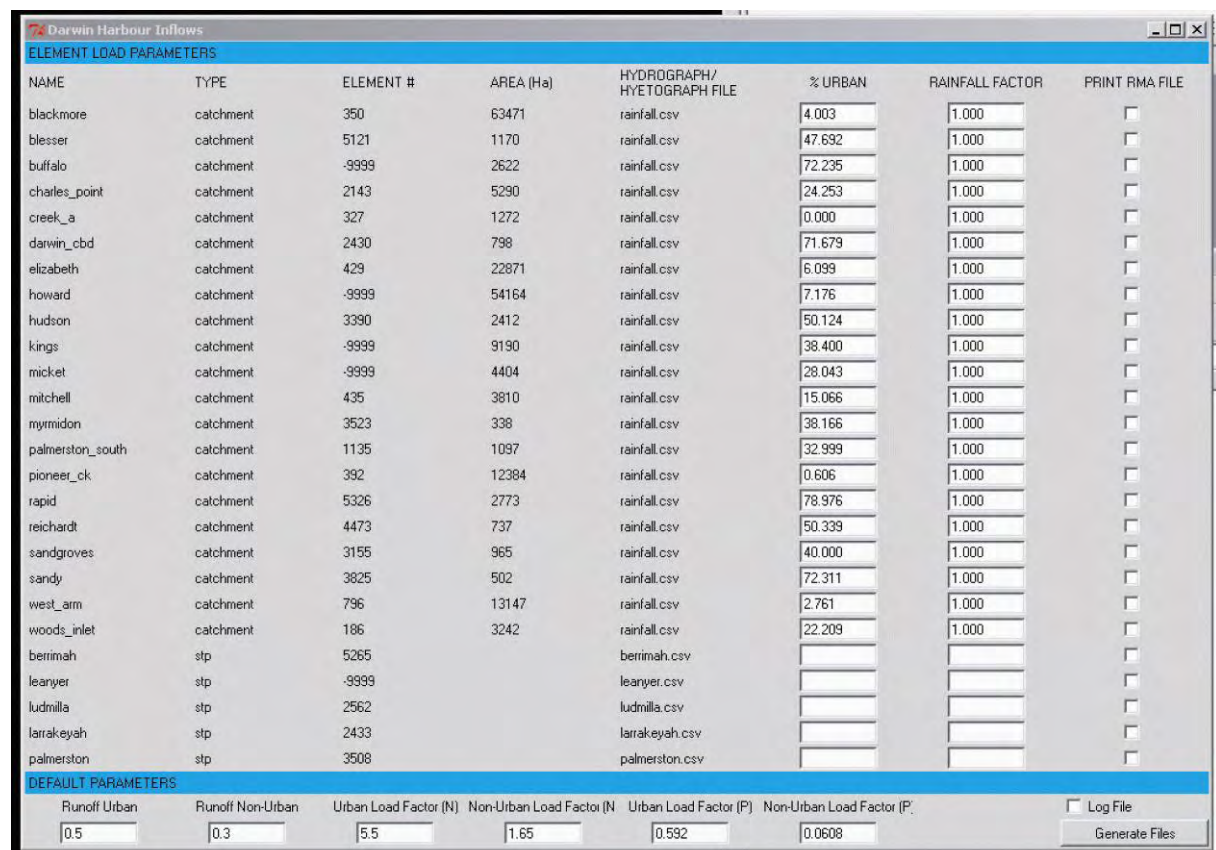 Darwin Harbour Inflows
ELEMENT LOAD PARAMETERS
NAME TYPE ELEMENT # AREA (Ha) HYDROGRAPH/ HYETOGRAPH FILE % URBAN RAINFALL FACTOR PRINT RMA FILE
blackmore catchment 350 63471 rainfall.csv 4.003 1.000
blesser catchment 5121 1170 rainfall.csv 47.692 1.000
buffalo catchment -9999 2622 rainfall.csv 72.235 1.000
charles_point catchment 2143 5290 rainfall.csv 24.253 1.000
creek_a catchment 327 1272 rainfall.csv 0.000 1.000
darwin_cbd catchment 2430 798 rainfall.csv 71.679 1.000
elizabeth catchment 429 22871 rainfall.csv 6.099 1.000
howard catchment -9999 54164 rainfall.csv 7.176 1.000
hudson catchment 3390 2412 rainfall.csv 50.124 1.000
kings catchment -9999 9190 rainfall.csv 38.400 1.000
micket catchment -9999 4404 rainfall.csv 28.043 1.000
mitchell catchment 435 3810 rainfall.csv 15.066 1.000
myrmidon catchment 3523 338 rainfall.csv 38.166 1.000
palmerston_south catchment 1135 1097 rainfall.csv 32.999 1.000
pioneer_ck catchment 392 12384 rainfall.csv 0.606 1.000
rapid catchment 5326 2773 rainfall.csv 78.976 1.000
reichardt catchment 4473 737 rainfall.csv 50.339 1.000
sandgroves catchment 3155 965 rainfall.csv 40.000 1.000
sandy catchment 3825 502 rainfall.csv 72.311 1.000
west_arm catchment 796 13147 rainfall.csv 2.761 1.000
woods_inlet catchment 186 3242 rainfall.csv 22.209 1.000
berrimah stp 5265 berrimah.csv
leanyer stp -9999 leanyer.csv
ludmilla stp 2562 ludmilla.csv
larrakeyah stp 2433 larrakeyah.csv
palmerston stp 3508 palmerston.csv
DEFAULT PARAMETERS
Runoff Urban Runoff Non-Urban Urban Load Factor (N) Non-Urban Load Factor (N Urban Load Factor (P) Non-Urban Load Factor (P) Log File
0.5 0.3 5.5 1.65 0.592 0.0608 Generate Files